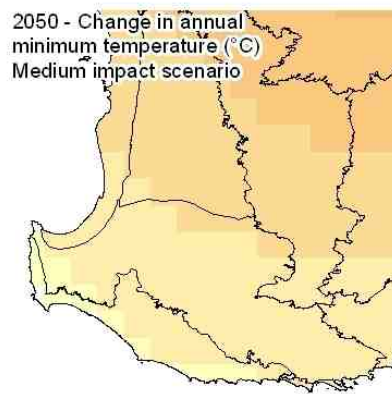 2050 - Change in annual
minimum temperature (°C)
Medium impact scenario